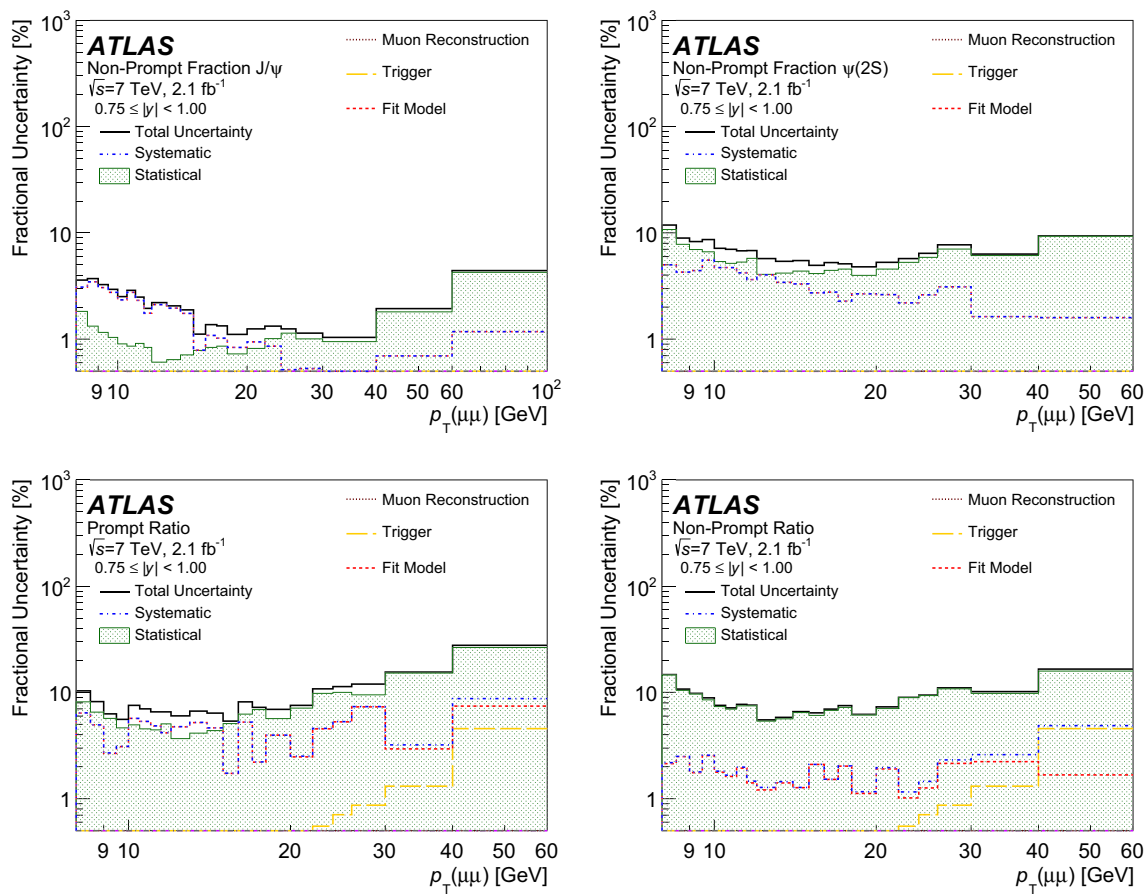 Fractional Uncertainty [%]
10³
10²
10
1
ATLAS
Non-Prompt Fraction J/ψ
√s=7 TeV, 2.1 fb⁻¹
0.75 ≤ |y| < 1.00
Total Uncertainty
Systematic
Statistical
Muon Reconstruction
Trigger
Fit Model
9 10 20 30 40 50 60 10²
p_T(μμ) [GeV]
Fractional Uncertainty [%]
10³
10²
10
1
ATLAS
Non-Prompt Fraction ψ(2S)
√s=7 TeV, 2.1 fb⁻¹
0.75 ≤ |y| < 1.00
Total Uncertainty
Systematic
Statistical
Muon Reconstruction
Trigger
Fit Model
9 10 20 30 40 50 60
p_T(μμ) [GeV]
Fractional Uncertainty [%]
10³
10²
10
1
ATLAS
Prompt Ratio
√s=7 TeV, 2.1 fb⁻¹
0.75 ≤ |y| < 1.00
Total Uncertainty
Systematic
Statistical
Muon Reconstruction
Trigger
Fit Model
9 10 20 30 40 50 60
p_T(μμ) [GeV]
Fractional Uncertainty [%]
10³
10²
10
1
ATLAS
Non-Prompt Ratio
√s=7 TeV, 2.1 fb⁻¹
0.75 ≤ |y| < 1.00
Total Uncertainty
Systematic
Statistical
Muon Reconstruction
Trigger
Fit Model
9 10 20 30 40 50 60
p_T(μμ) [GeV]